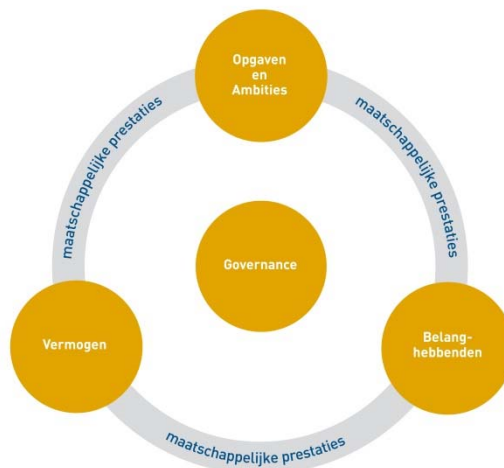 Opgaven
en
Ambities
maatschappelijke prestaties
maatschappelijke prestaties
Governance
Vermogen
Belang-
hebbenden
maatschappelijke prestaties